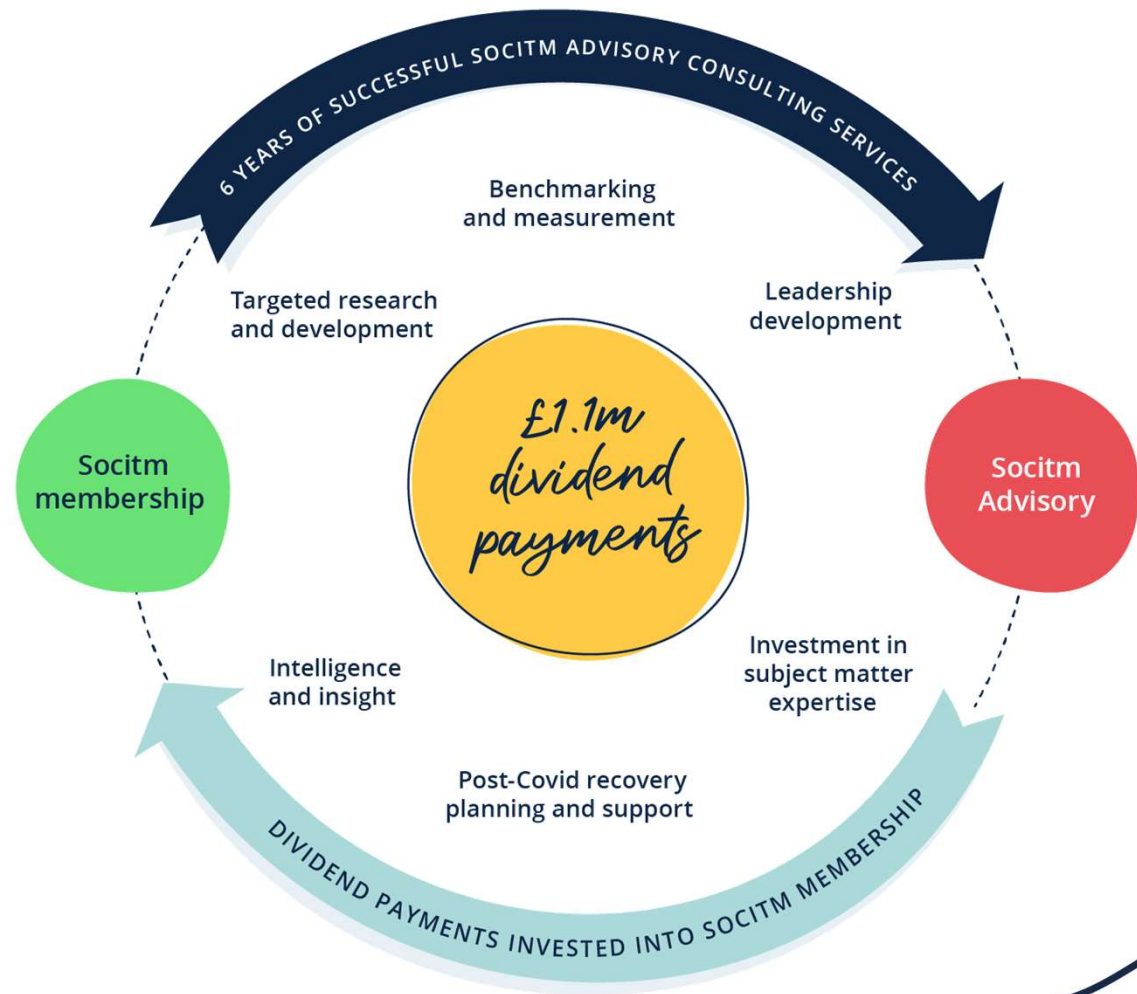 6 YEARS OF SUCCESSFUL SOCITM ADVISORY CONSULTING SERVICES
Benchmarking
and measurement
Targeted research
and development
Leadership
development
£1.1m
dividend
payments
Socitm
membership
Socitm
Advisory
Intelligence
and insight
Investment in
subject matter
expertise
Post-Covid recovery
planning and support
DIVIDEND PAYMENTS INVESTED INTO SOCITM MEMBERSHIP